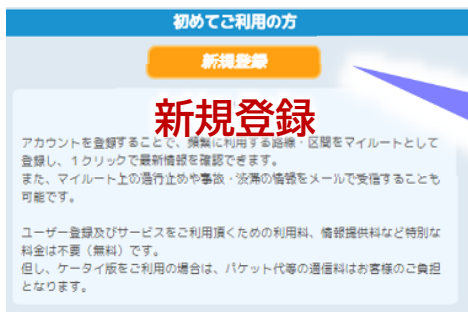 初めてご利用の方
新規登録
新規登録
アカウントを登録することで、頻繁に利用する路線・区間をマイルートとして
登録し、１クリックで最新情報を確認できます。
また、マイルート上の通行止めや事故・渋滞の情報をメールで受信することも
可能です。
ユーザー登録及びサービスをご利用頂くための利用料、情報提供料など特別な
料金は不要（無料）です。
但し、ケータイ版をご利用の場合は、パケット代等の通信料はお客様のご負担
となります。